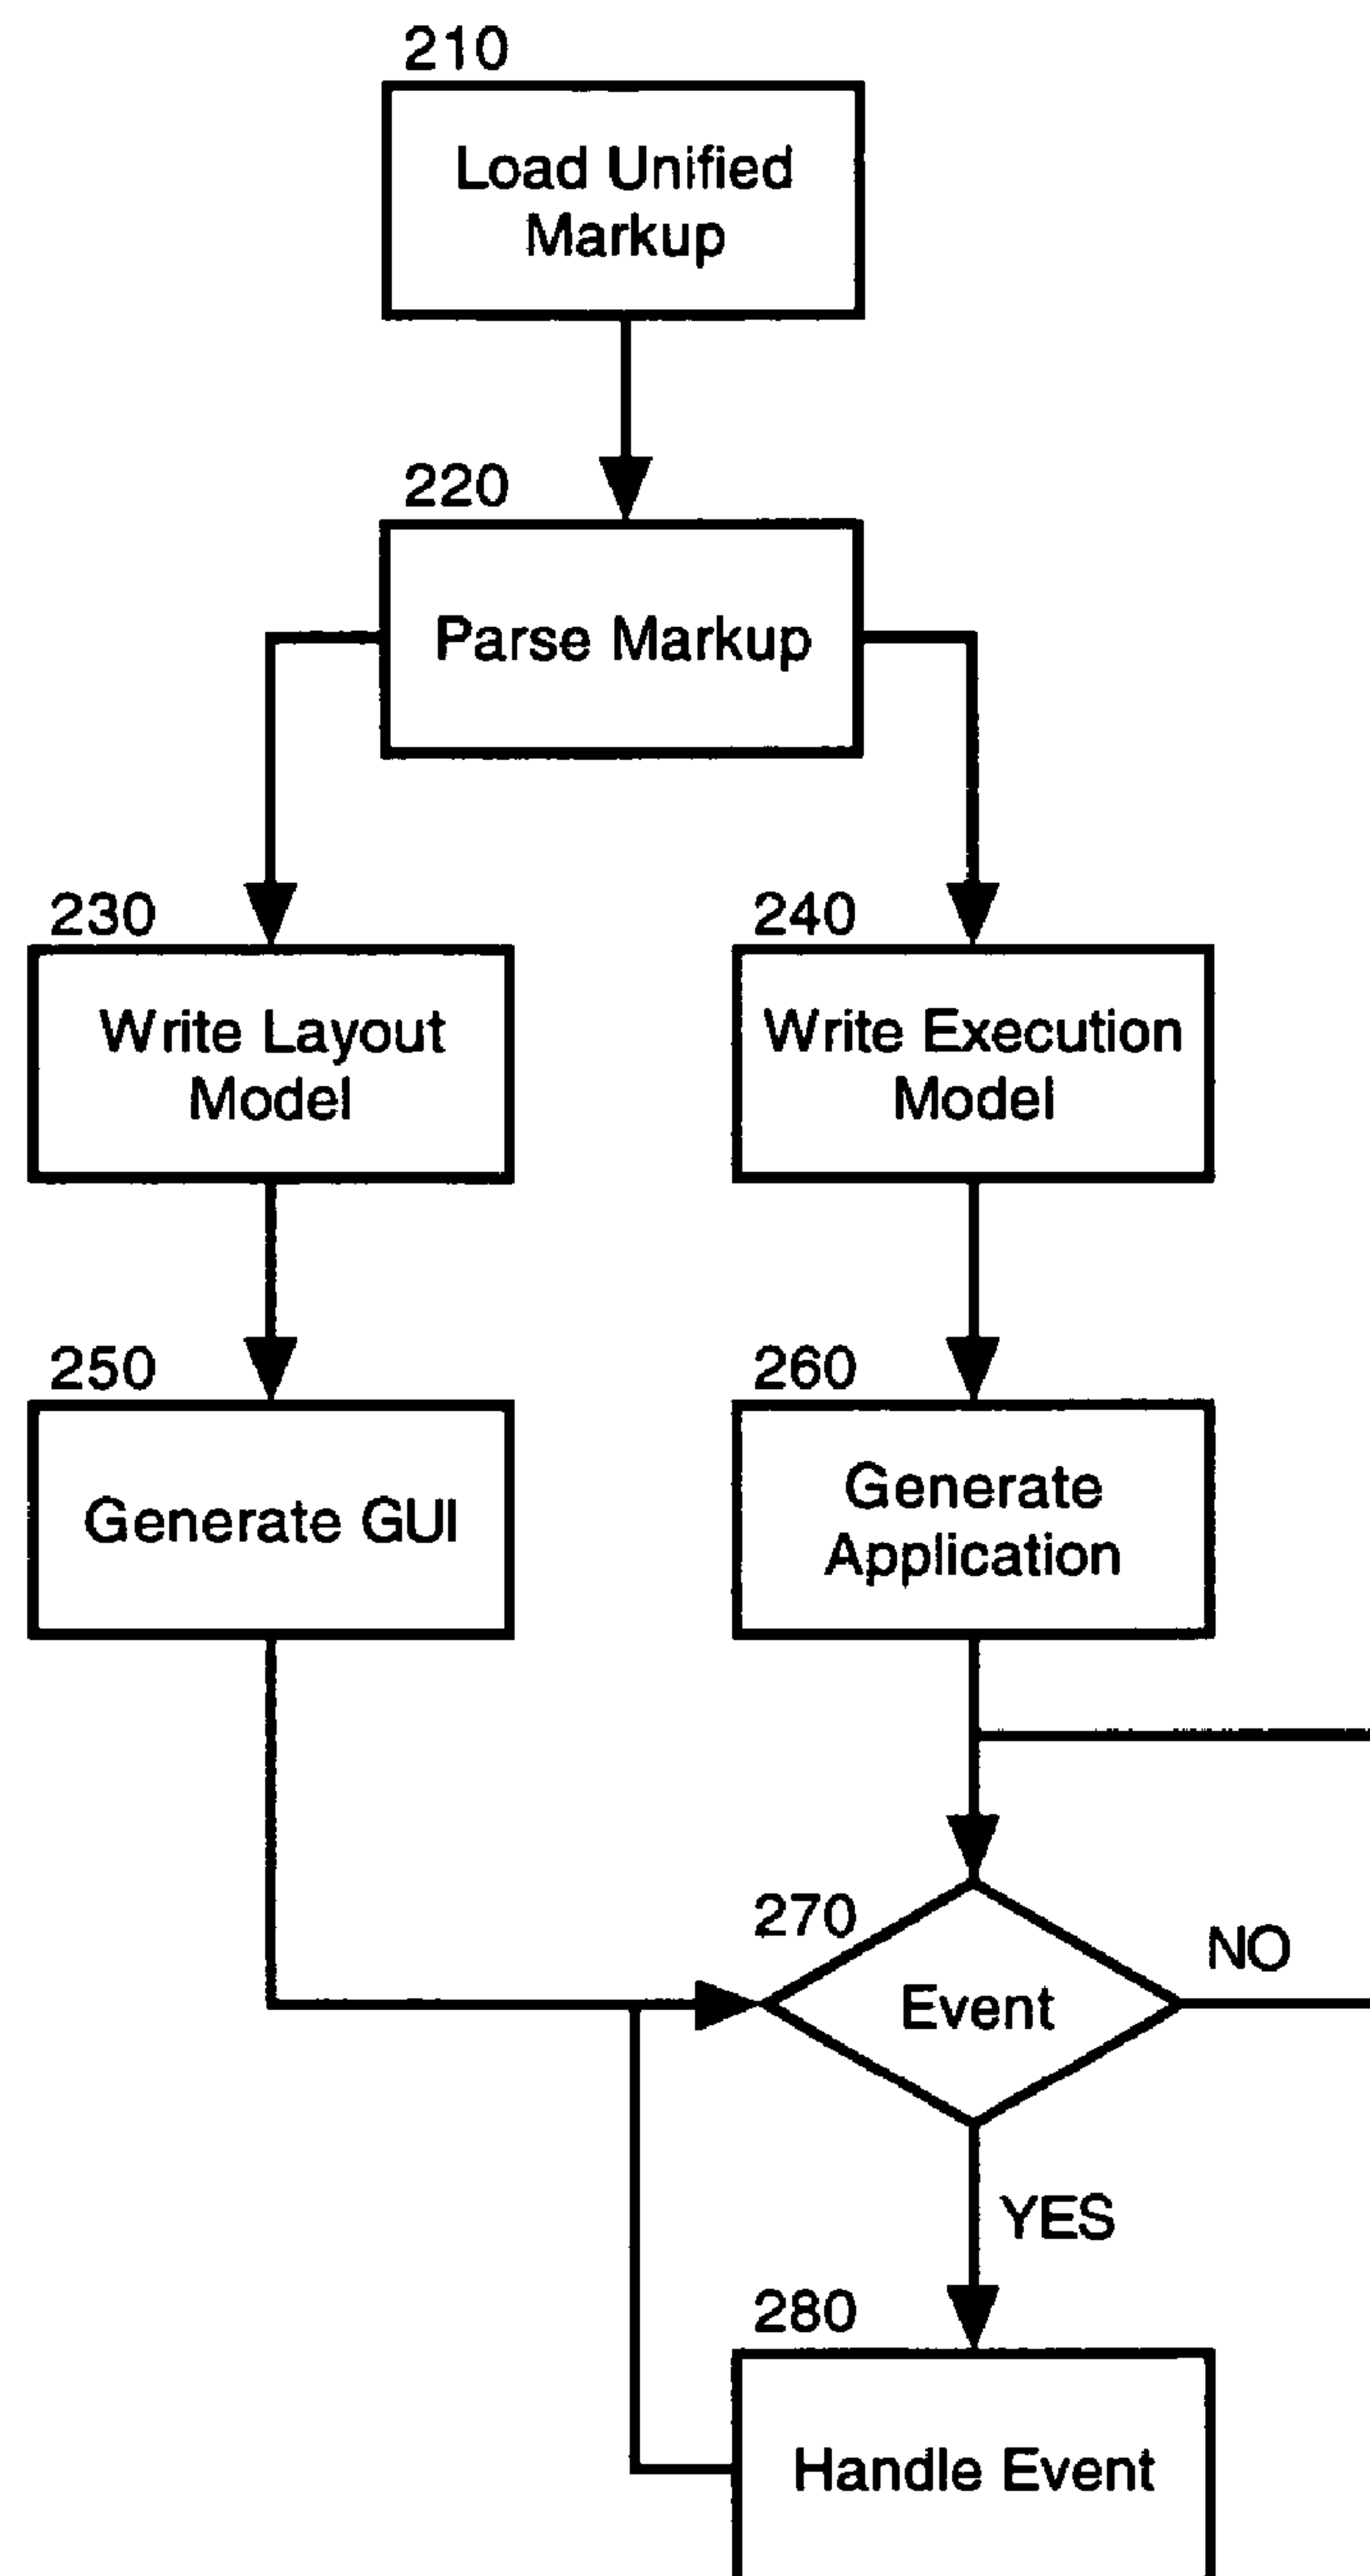 210
Load Unified
Markup
220
Parse Markup
230
Write Layout
Model
240
Write Execution
Model
250
Generate GUI
260
Generate
Application
270
Event
NO
YES
280
Handle Event